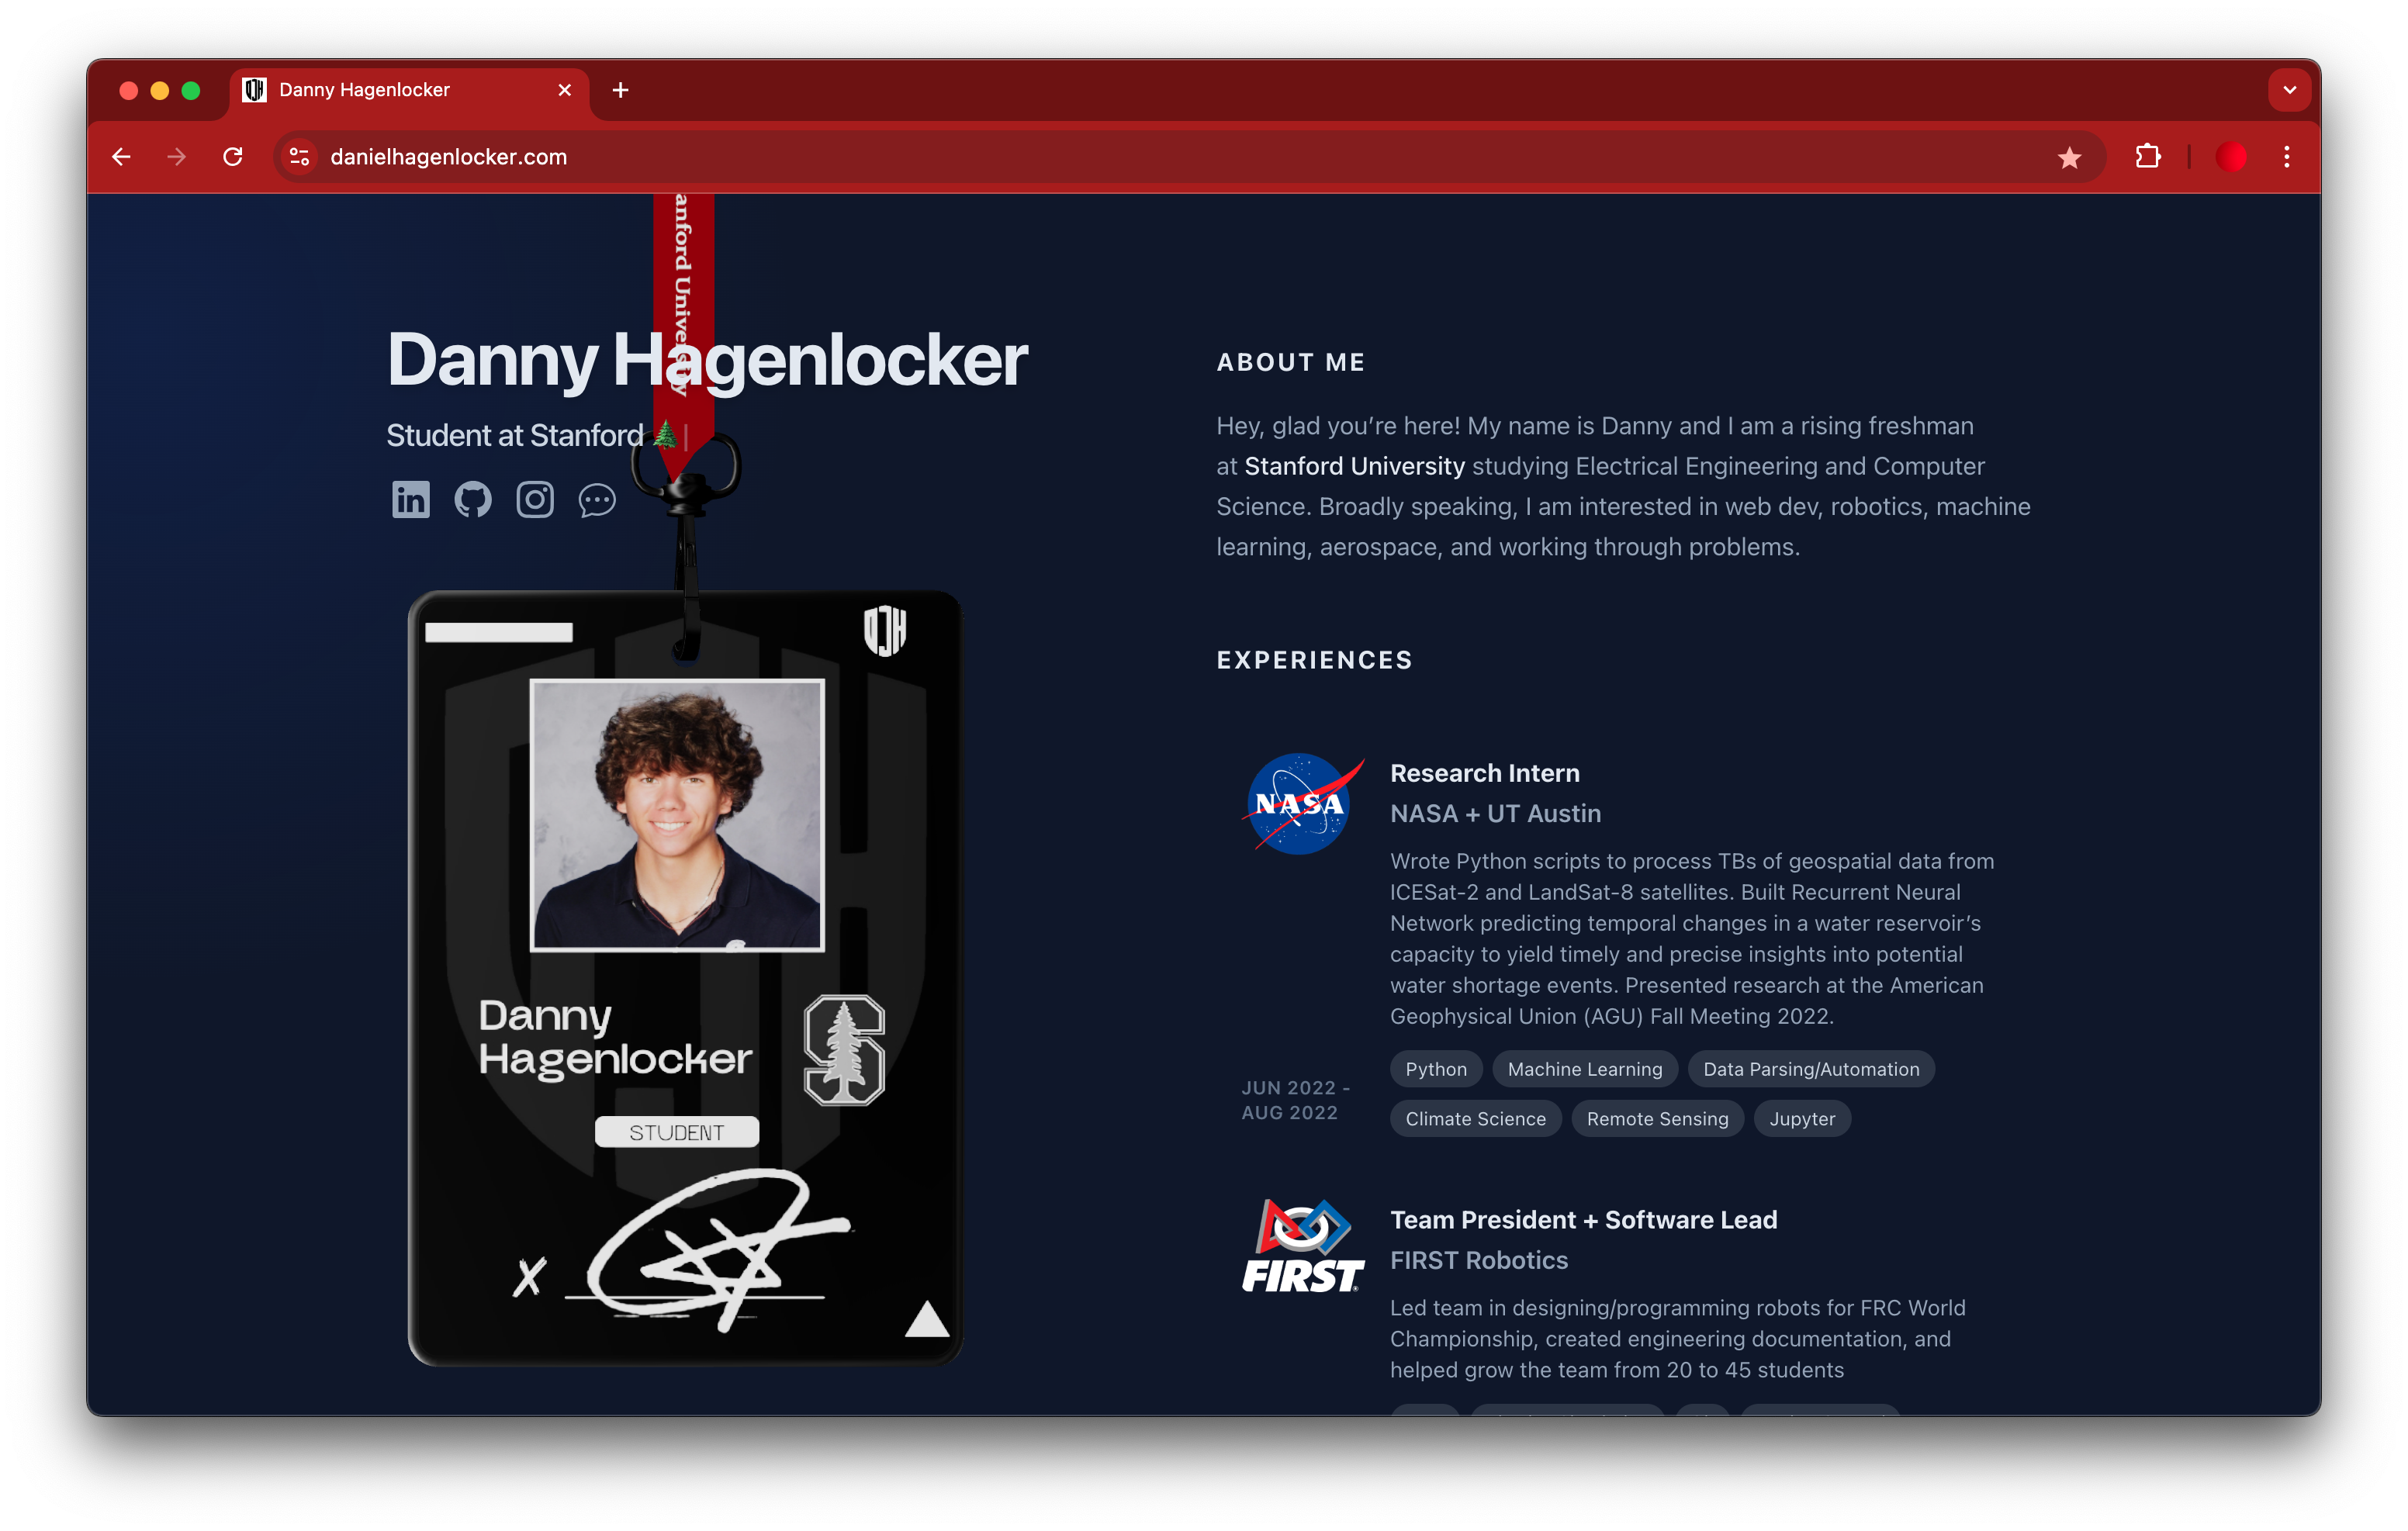 Danny Hagenlocker
danielhagenlocker.com
anford University
Danny Hagenlocker
Student at Stanford 🌲 |
DJH
Danny
Hagenlocker
STUDENT
X
ABOUT ME
Hey, glad you’re here! My name is Danny and I am a rising freshman
at Stanford University studying Electrical Engineering and Computer
Science. Broadly speaking, I am interested in web dev, robotics, machine
learning, aerospace, and working through problems.
EXPERIENCES
NASA
Research Intern
NASA + UT Austin
Wrote Python scripts to process TBs of geospatial data from
ICESat-2 and LandSat-8 satellites. Built Recurrent Neural
Network predicting temporal changes in a water reservoir’s
capacity to yield timely and precise insights into potential
water shortage events. Presented research at the American
Geophysical Union (AGU) Fall Meeting 2022.
JUN 2022 -
AUG 2022
Python Machine Learning Data Parsing/Automation
Climate Science Remote Sensing Jupyter
FIRST
Team President + Software Lead
FIRST Robotics
Led team in designing/programming robots for FRC World
Championship, created engineering documentation, and
helped grow the team from 20 to 45 students